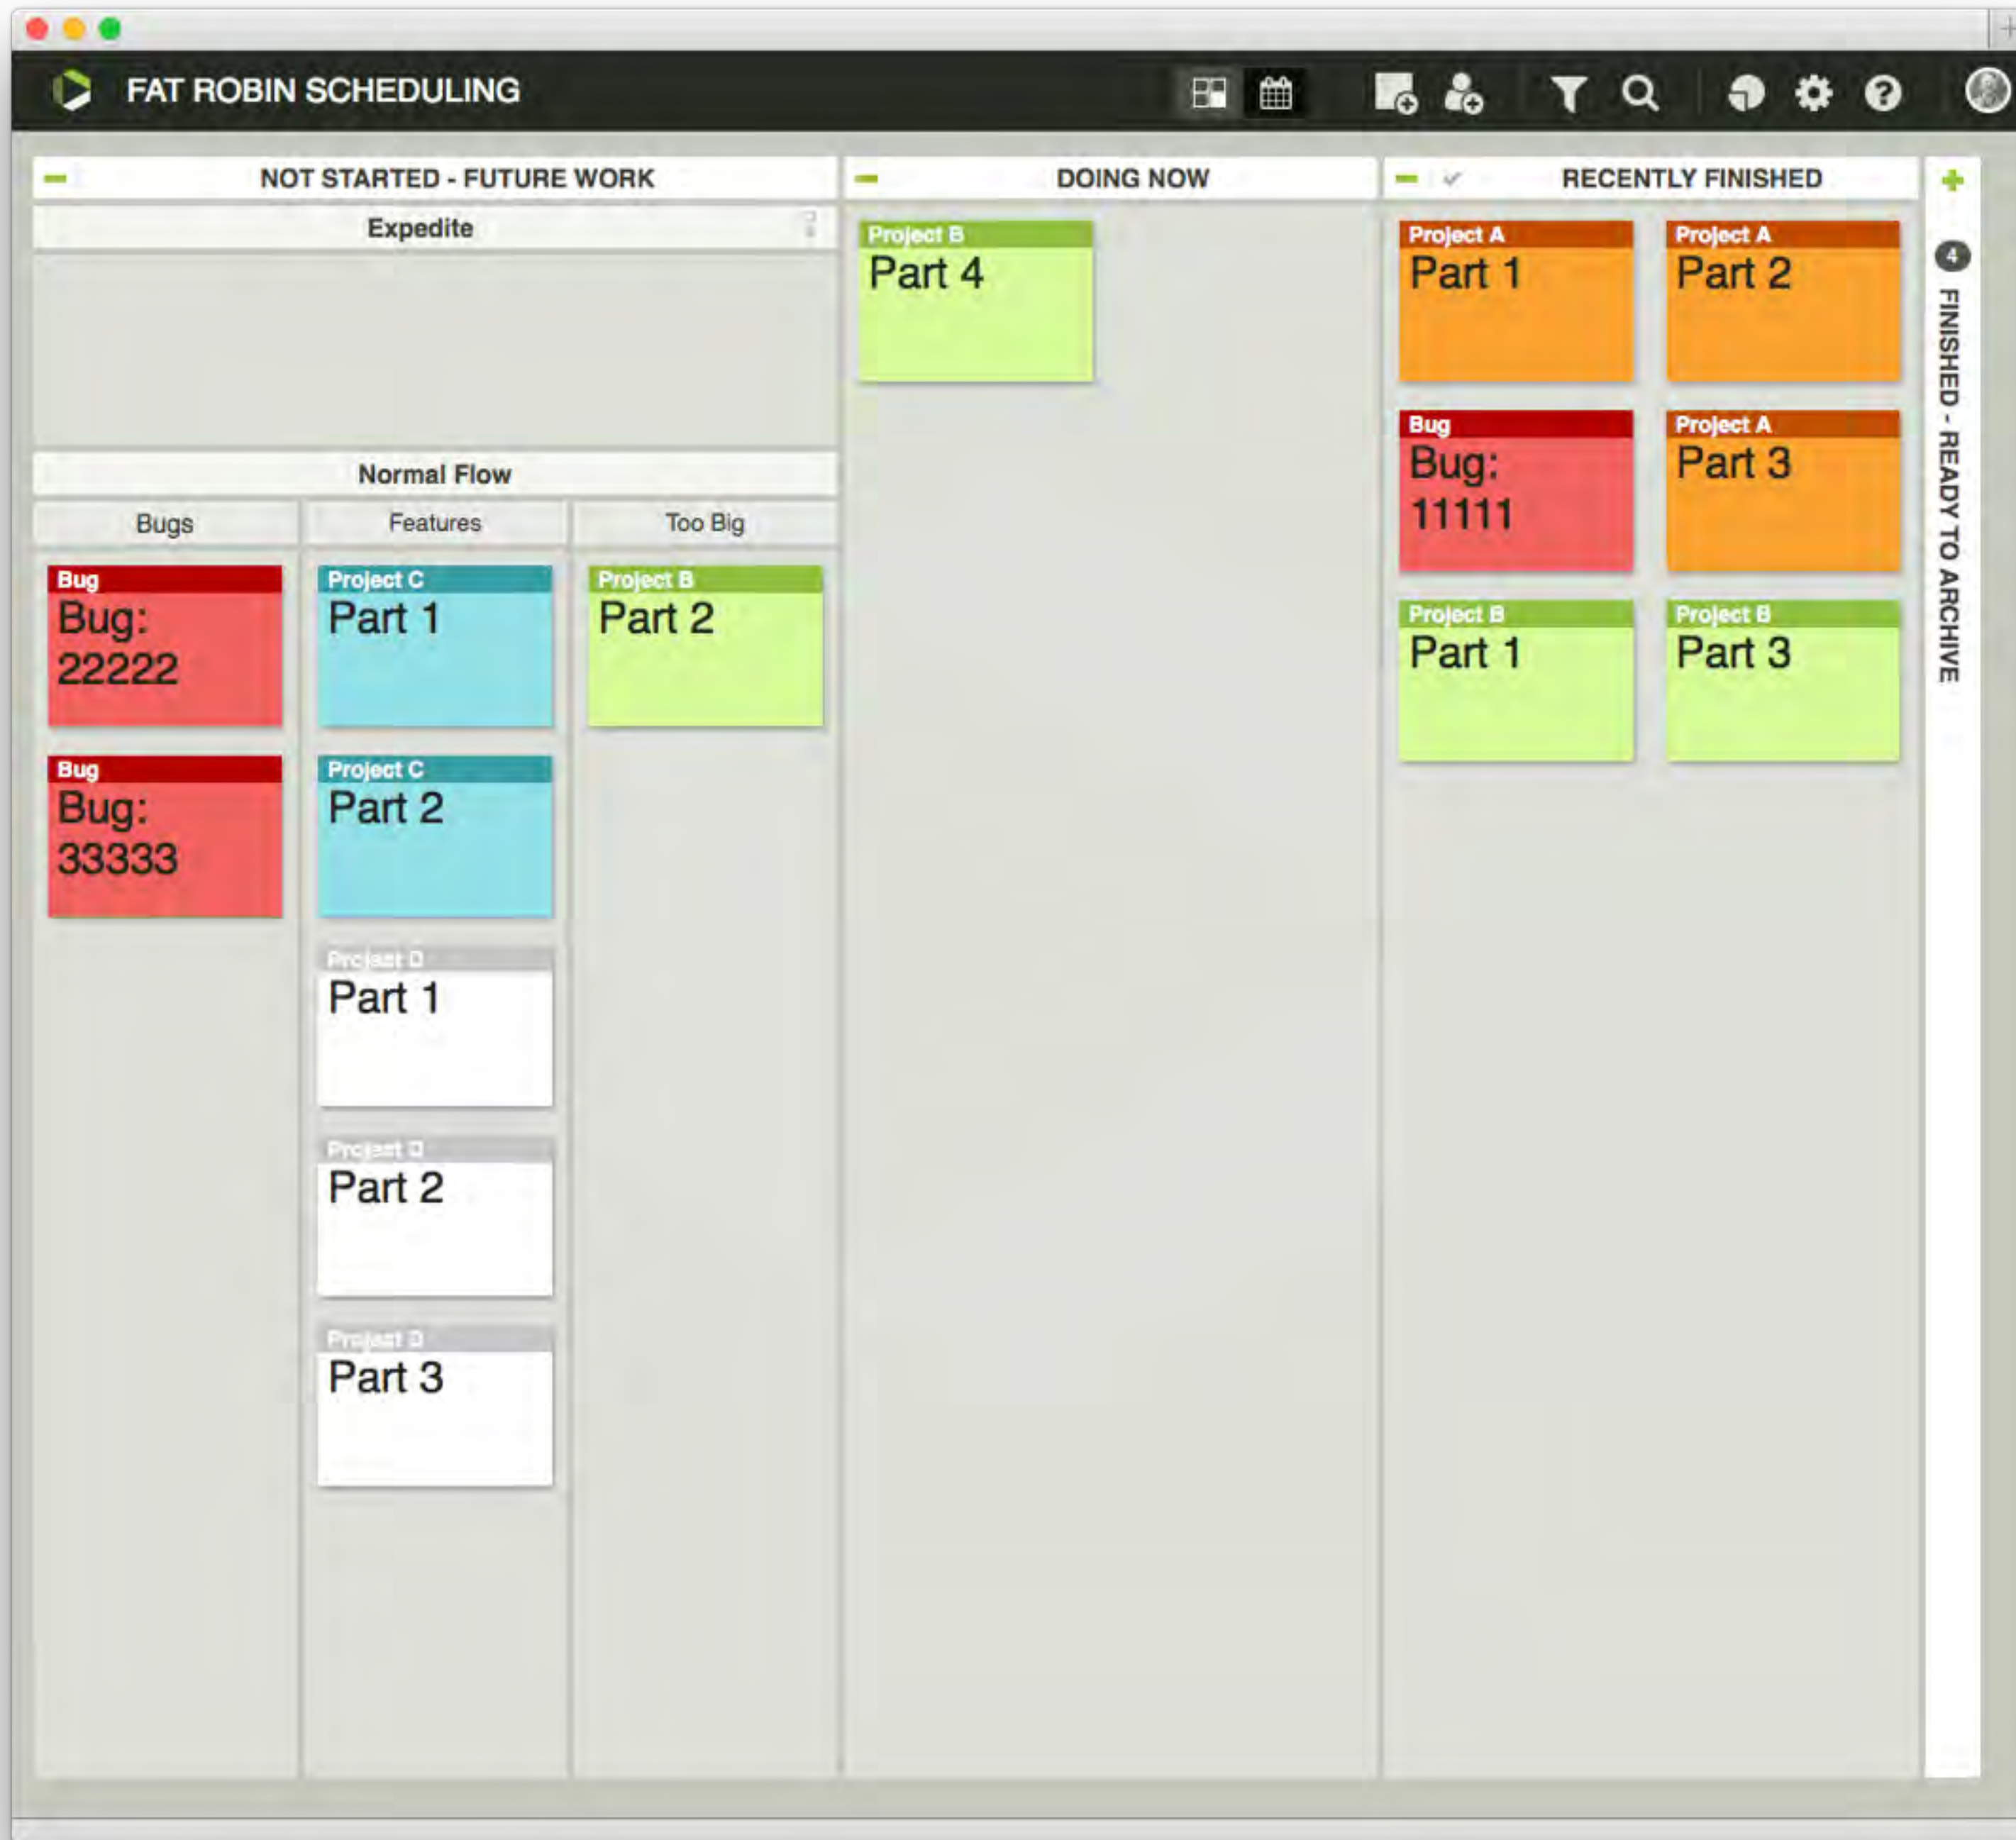 FAT ROBIN SCHEDULING
NOT STARTED - FUTURE WORK
Expedite
Normal Flow
Bugs
Features
Too Big
Bug
Bug:
22222
Bug
Bug:
33333
Project C
Part 1
Project C
Part 2
Project D
Part 1
Project D
Part 2
Project D
Part 3
Project B
Part 2
DOING NOW
Project B
Part 4
RECENTLY FINISHED
Project A
Part 1
Project A
Part 2
Bug
Bug:
11111
Project A
Part 3
Project B
Part 1
Project B
Part 3
4
FINISHED - READY TO ARCHIVE